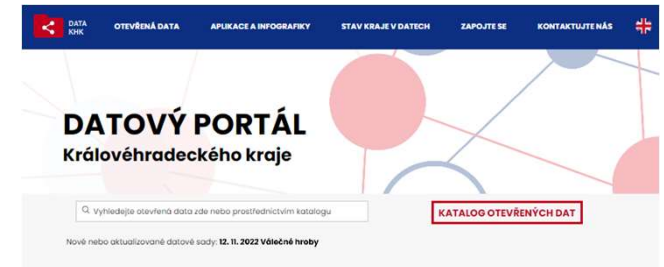 DATA
KHK
OTEVŘENÁ DATA APLIKACE A INFOGRAFIKY STAV KRAJE V DATECH ZAPOJTE SE KONTAKTUJTE NÁS
DATOVÝ PORTÁL
Královéhradeckého kraje
Vyhledejte otevřená data zde nebo prostřednictvím katalogu
KATALOG OTEVŘENÝCH DAT
Nové nebo aktualizované datové sady: 12. 11. 2022 Válečné hroby